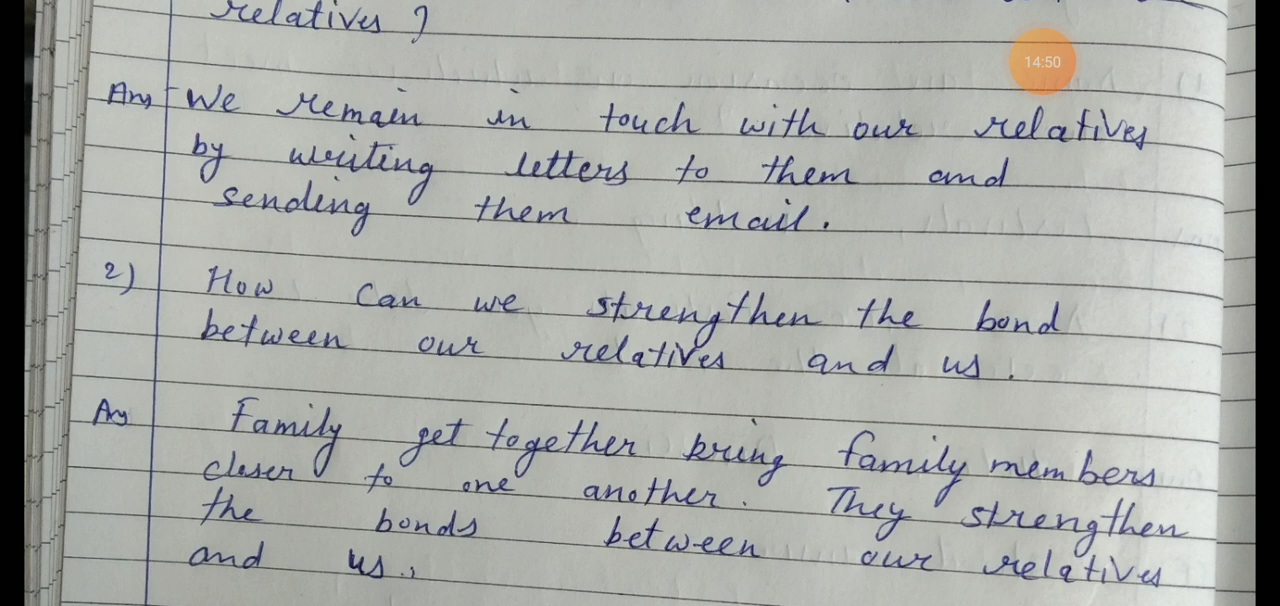 relatives ?
14:50
Ans We remain in touch with our relatives
by writing letters to them and
sending them email.
2) How can we strengthen the bond
between our relatives and us.
Ans Family get together bring family members
closer to one another. They strengthen
the bonds between our relatives
and us.